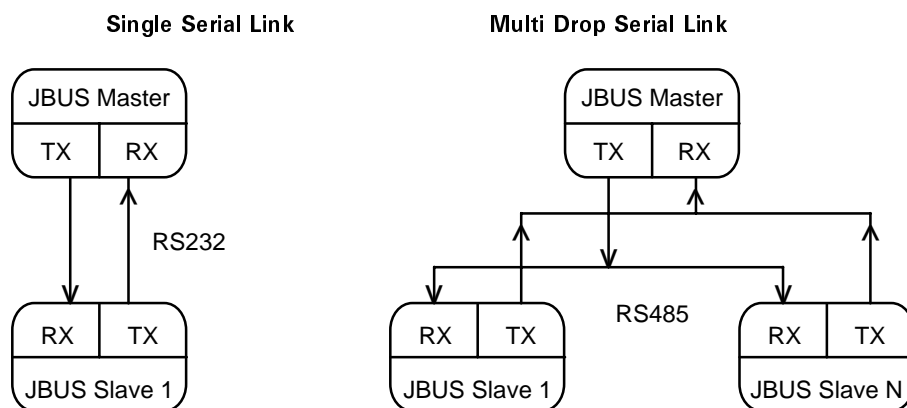 Single Serial Link
Multi Drop Serial Link
JBUS Master
TX RX
RS232
RX TX
JBUS Slave 1
JBUS Master
TX RX
RS485
RX TX
JBUS Slave 1
RX TX
JBUS Slave N